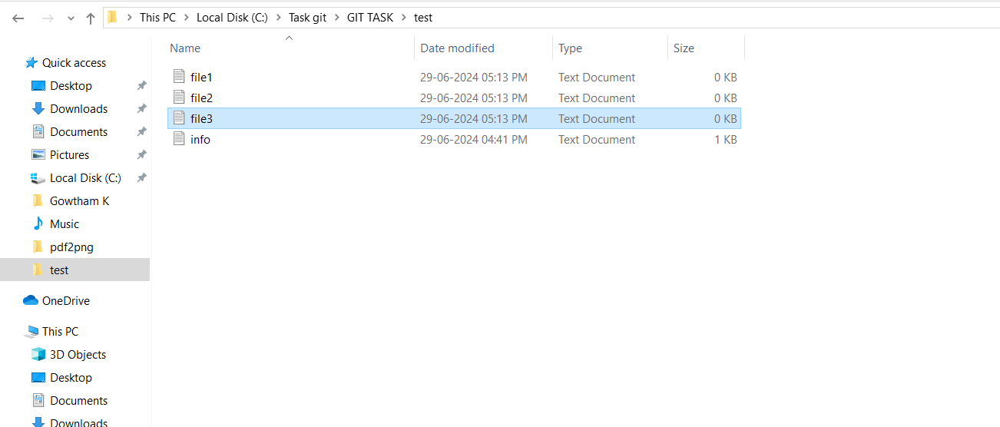 This PC Local Disk (C:) Task git GIT TASK test
Name Date modified Type Size
Quick access
Desktop
Downloads
Documents
Pictures
Local Disk (C:)
Gowtham K
Music
pdf2png
test
OneDrive
This PC
3D Objects
Desktop
Documents
Downloads
file1 29-06-2024 05:13 PM Text Document 0 KB
file2 29-06-2024 05:13 PM Text Document 0 KB
file3 29-06-2024 05:13 PM Text Document 0 KB
info 29-06-2024 04:41 PM Text Document 1 KB